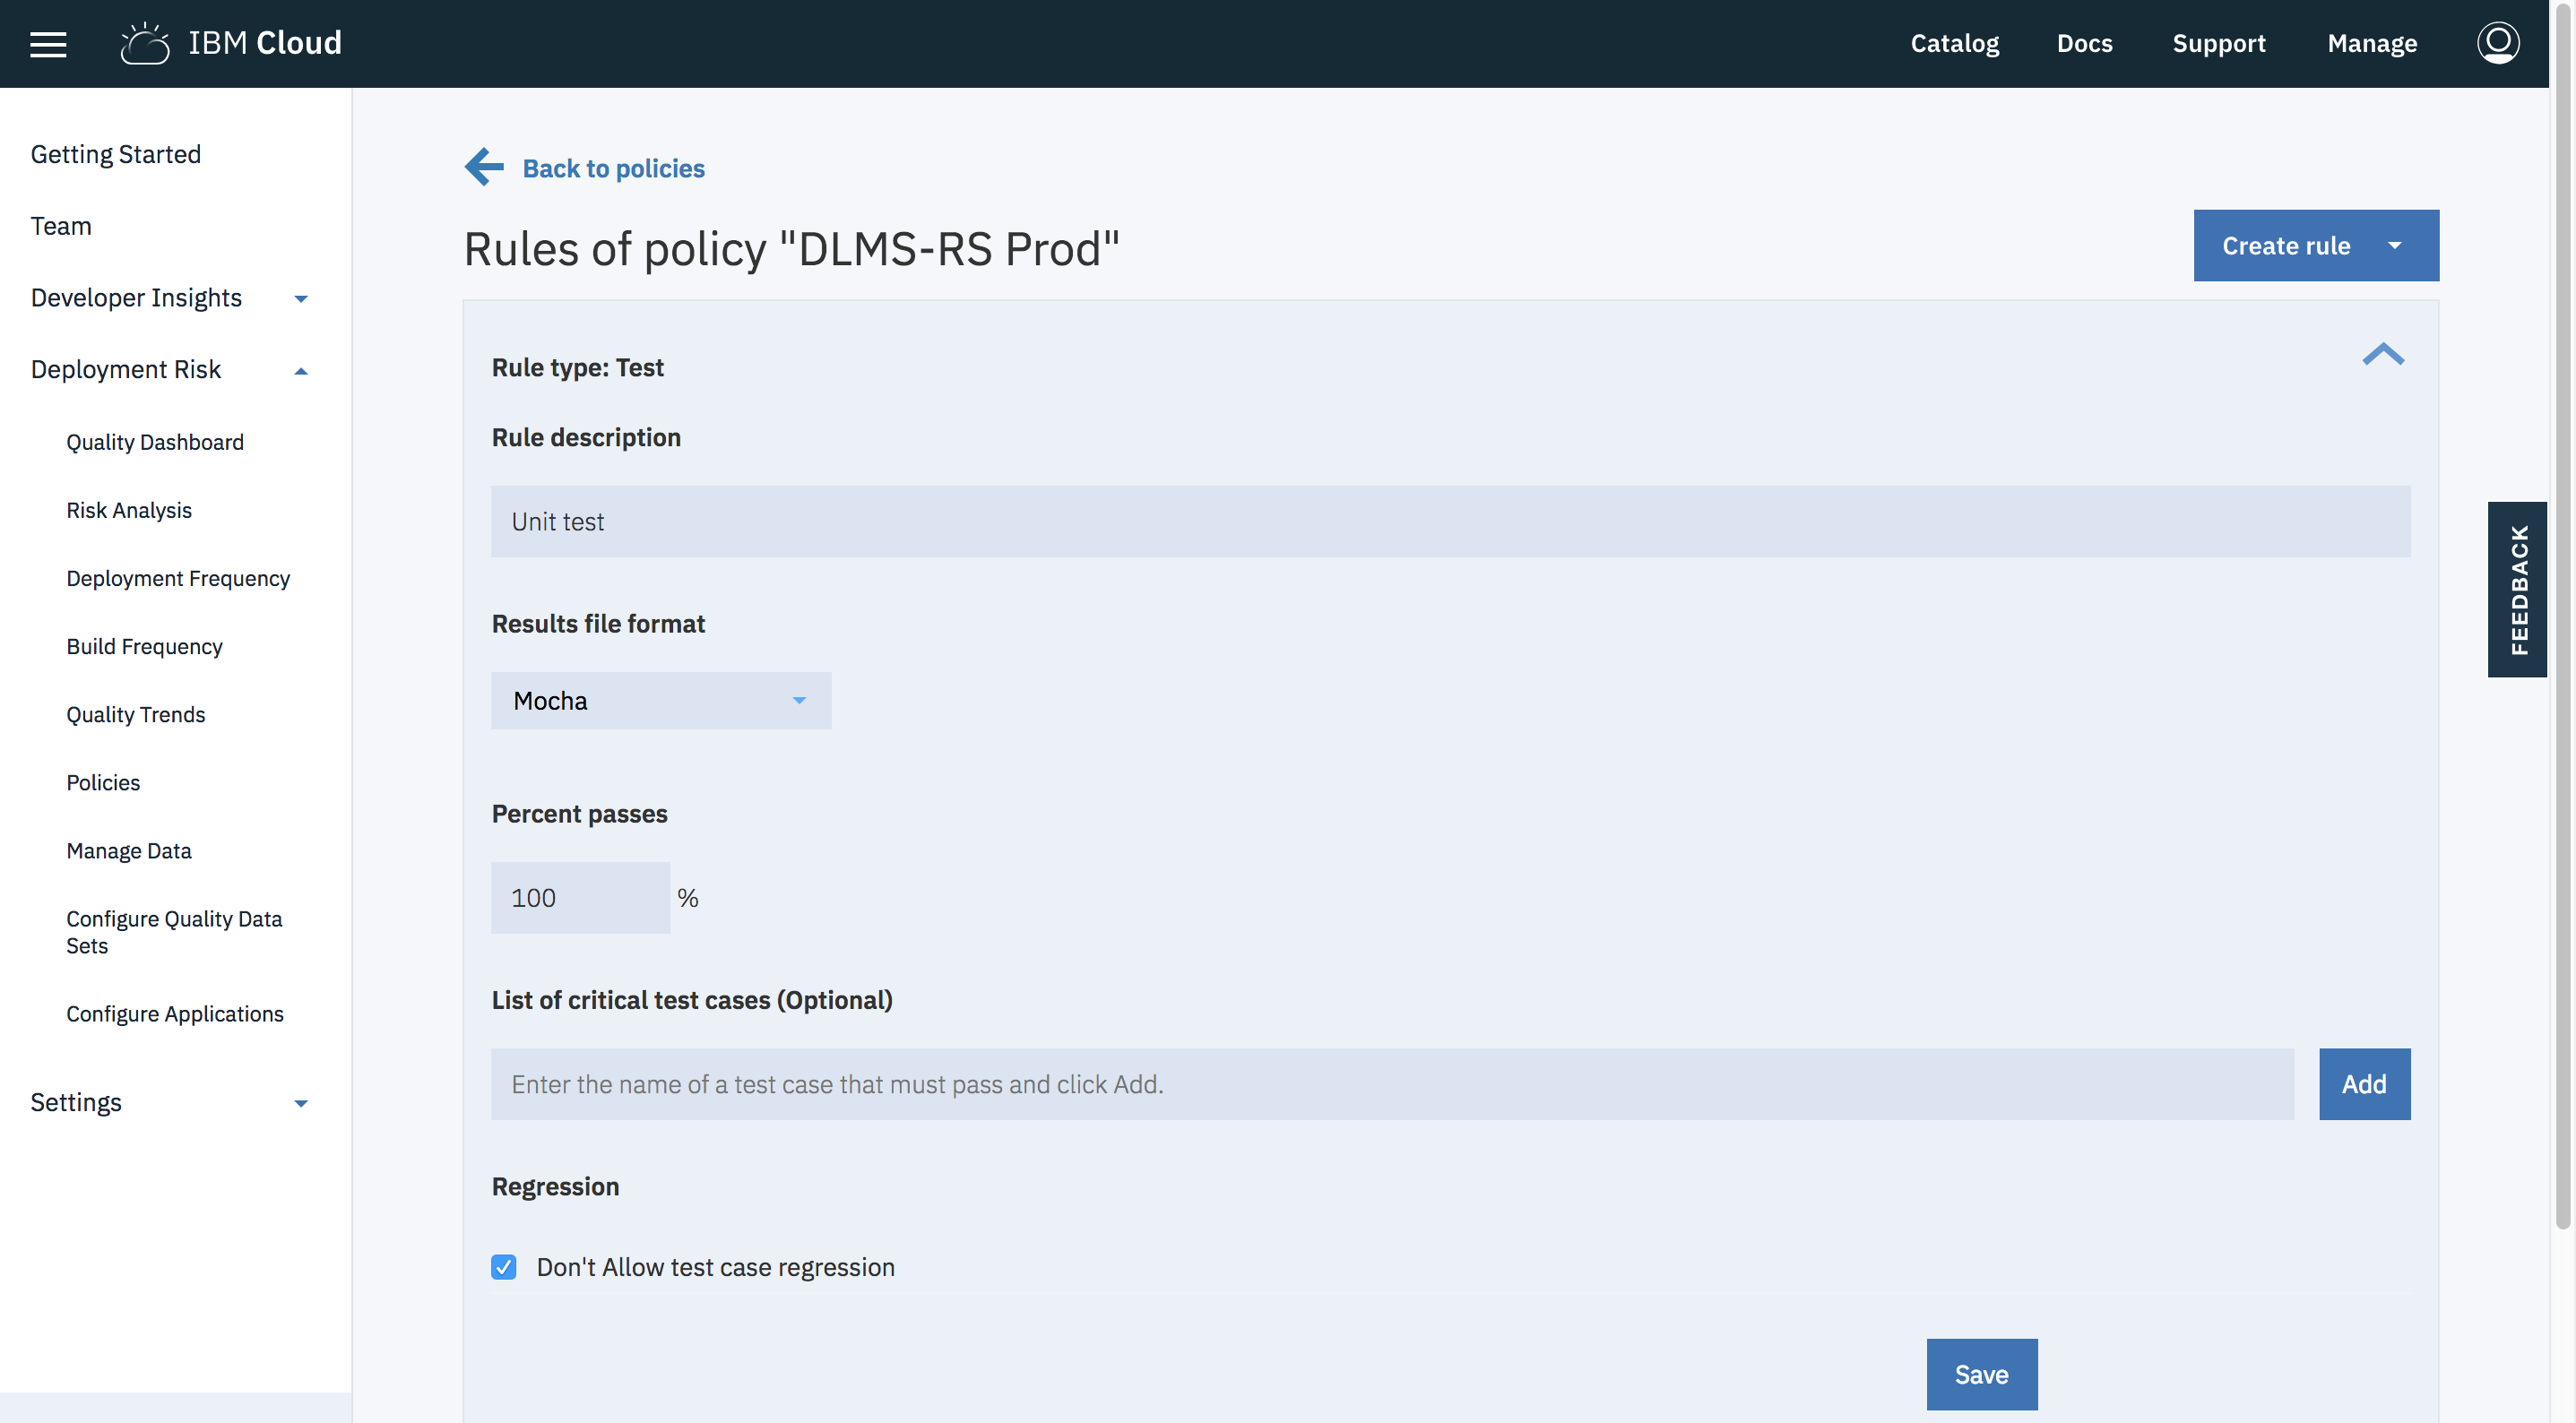 IBM Cloud
Catalog
Docs
Support
Manage
Getting Started
Team
Developer Insights
Deployment Risk
Quality Dashboard
Risk Analysis
Deployment Frequency
Build Frequency
Quality Trends
Policies
Manage Data
Configure Quality Data
Sets
Configure Applications
Settings
Back to policies
Rules of policy "DLMS-RS Prod"
Create rule
Rule type: Test
Rule description
Unit test
Results file format
Mocha
Percent passes
100 %
List of critical test cases (Optional)
Enter the name of a test case that must pass and click Add.
Add
Regression
Don't Allow test case regression
Save
FEEDBACK